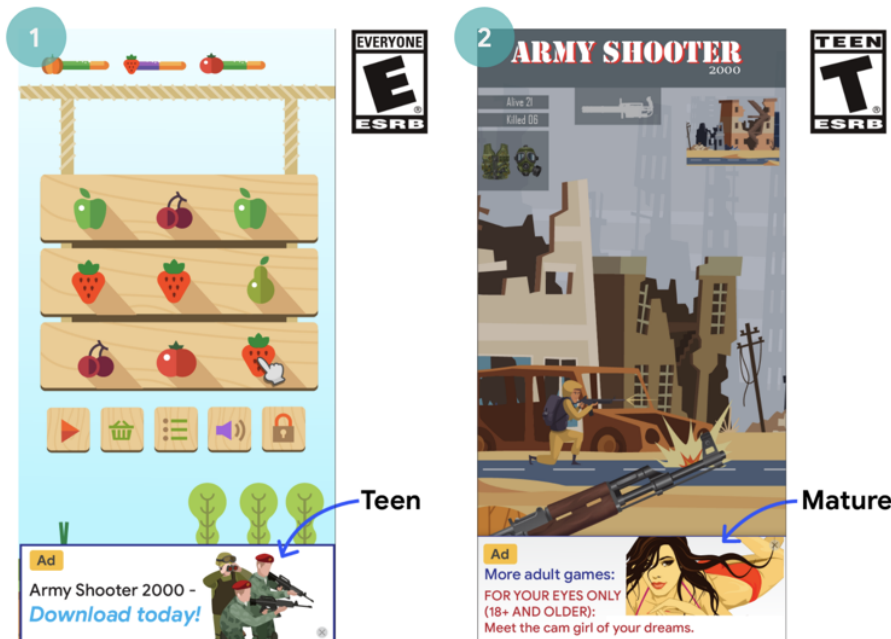 1
EVERYONE
E
®
ESRB
Ad
Army Shooter 2000 -
Download today!
Teen
2
ARMY SHOOTER
2000
TEEN
T
®
ESRB
Alive 21
Killed 06
Ad
More adult games:
FOR YOUR EYES ONLY
(18+ AND OLDER):
Meet the cam girl of your dreams.
Mature